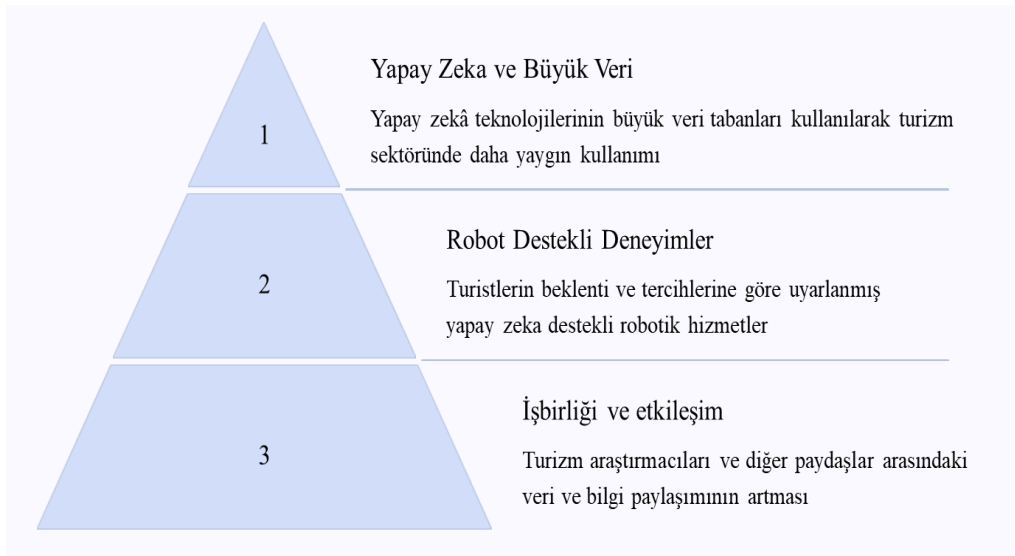 1
Yapay Zeka ve Büyük Veri
Yapay zekâ teknolojilerinin büyük veri tabanları kullanılarak turizm
sektöründe daha yaygın kullanımı
2
Robot Destekli Deneyimler
Turistlerin beklenti ve tercihlerine göre uyarlanmış
yapay zeka destekli robotik hizmetler
3
İşbirliği ve etkileşim
Turizm araştırmacıları ve diğer paydaşlar arasındaki
veri ve bilgi paylaşımının artması